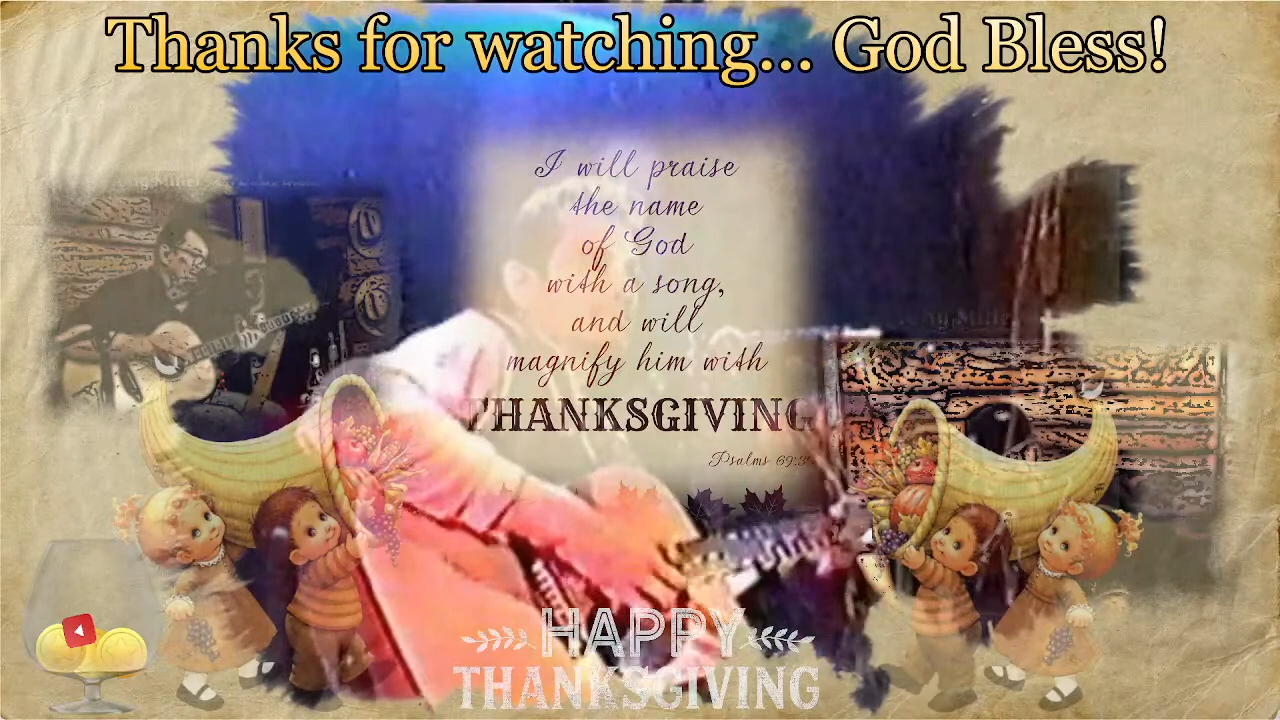 Thanks for watching... God Bless!
I will praise
the name
of God
with a song,
and will
magnify him with
THANKSGIVING
Psalms
HAPPY
THANKSGIVING